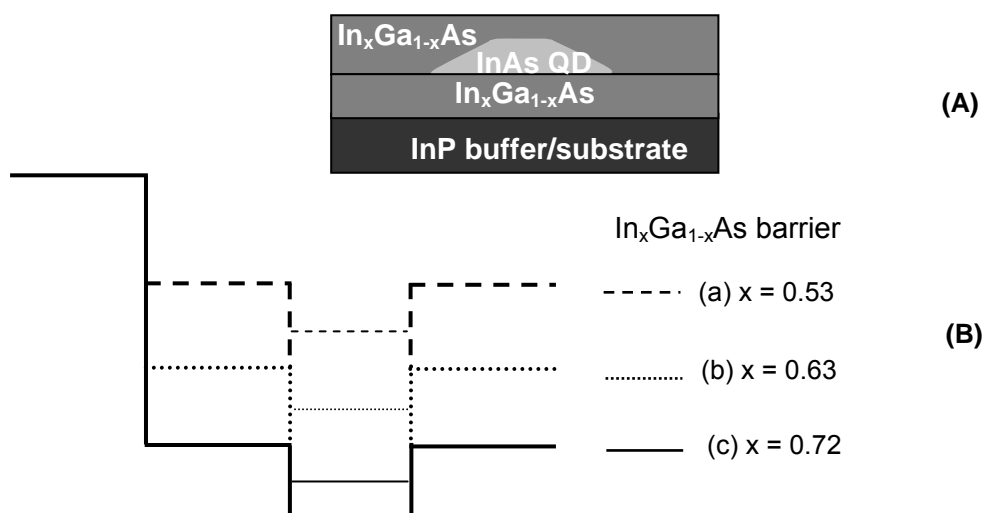 InₓGa₁₋ₓAs
InAs QD
InₓGa₁₋ₓAs
(A)
InP buffer/substrate
InₓGa₁₋ₓAs barrier
(a) x = 0.53
(B)
(b) x = 0.63
(c) x = 0.72